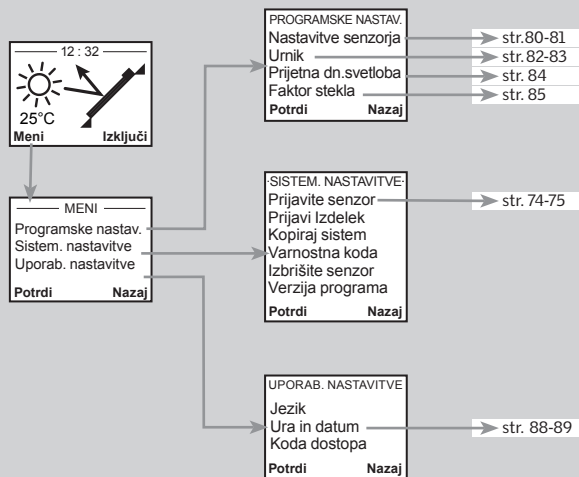 12 : 32
25°C
Meni Izključi
MENI
Programske nastav.
Sistem. nastavitve
Uporab. nastavitve
Potrdi Nazaj
PROGRAMSKE NASTAV.
Nastavitve senzorja str.80-81
Urnik str.82-83
Prijetna dn.svetloba str. 84
Faktor stekla str. 85
Potrdi Nazaj
SISTEM. NASTAVITVE
Prijavite senzor str. 74-75
Prijavi Izdelek
Kopiraj sistem
Varnostna koda
Izbrišite senzor
Verzija programa
Potrdi Nazaj
UPORAB. NASTAVITVE
Jezik
Ura in datum str. 88-89
Koda dostopa
Potrdi Nazaj